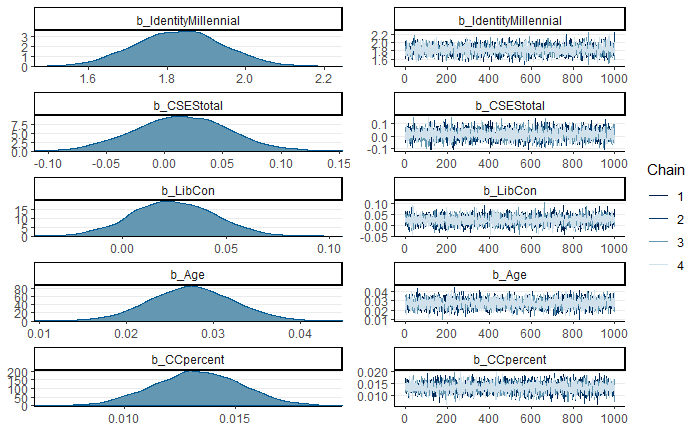 b_IdentityMillennial
3
2
1
0
1.6 1.8 2.0 2.2
b_CSEStotal
7.5
5.0
2.5
0.0
-0.10 -0.05 0.00 0.05 0.10 0.15
b_LibCon
15
10
5
0
0.00 0.05 0.10
b_Age
80
60
40
20
0
0.01 0.02 0.03 0.04
b_CCpercent
200
150
100
50
0
0.010 0.015
b_IdentityMillennial
2.2
2.0
1.8
1.6
0 200 400 600 800 1000
b_CSEStotal
0.1
0.0
-0.1
0 200 400 600 800 1000
b_LibCon
0.10
0.05
0.00
-0.05
0 200 400 600 800 1000
b_Age
0.04
0.03
0.02
0.01
0 200 400 600 800 1000
b_CCpercent
0.020
0.015
0.010
0 200 400 600 800 1000
Chain
1
2
3
4